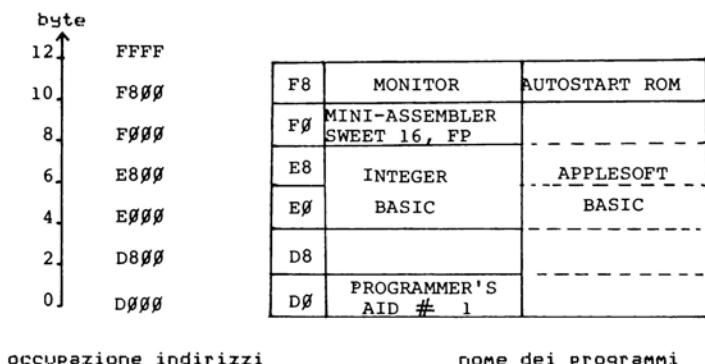 byte
12 FFFF
F8 MONITOR AUTOSTART ROM
10 F8ØØ
FØ MINI-ASSEMBLER
SWEET 16, FP
8 FØØØ
E8 INTEGER APPLESOFT
6 E8ØØ
EØ BASIC BASIC
4 EØØØ
2 D8ØØ
D8
DØ PROGRAMMER'S
AID # 1
0 DØØØ
occupazione indirizzi nome dei programmi